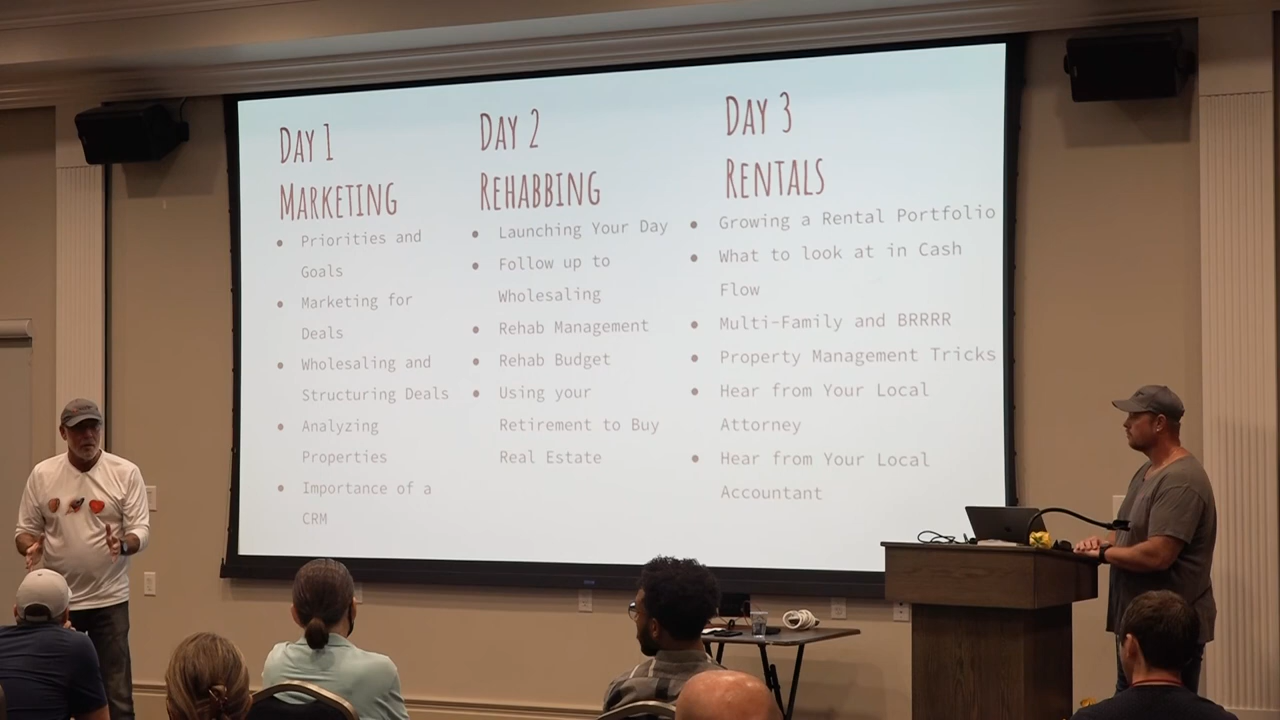 Day 1
Marketing
• Priorities and
Goals
• Marketing for
Deals
• Wholesaling and
Structuring Deals
• Analyzing
Properties
• Importance of a
CRM
Day 2
Rehabbing
• Launching Your Day
• Follow up to
Wholesaling
• Rehab Management
• Rehab Budget
• Using your
Retirement to Buy
Real Estate
Day 3
Rentals
• Growing a Rental Portfolio
• What to look at in Cash
Flow
• Multi-Family and BRRRR
• Property Management Tricks
• Hear from Your Local
Attorney
• Hear from Your Local
Accountant